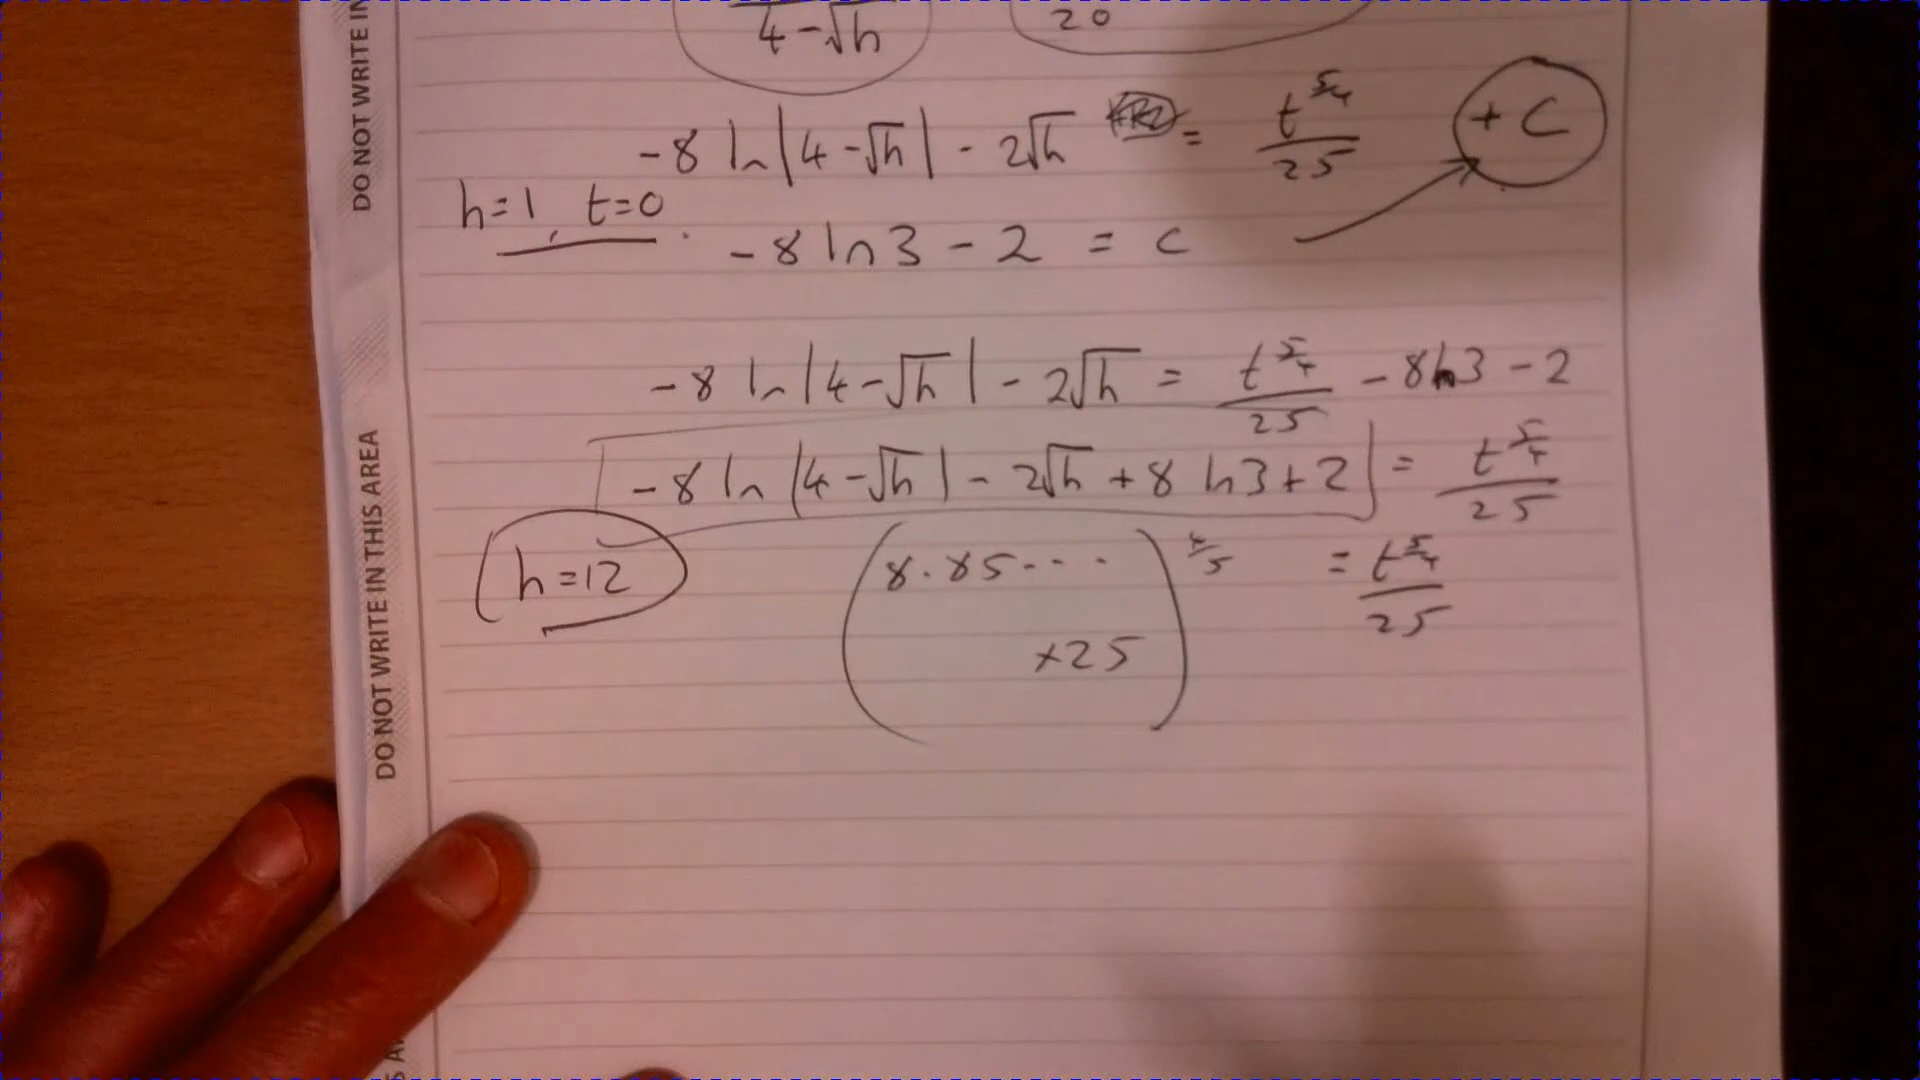 4-√h
20
-8 ln|4-√h| - 2√h = t^(5/4)/25 + C
h=1, t=0
-8 ln3 - 2 = c
-8 ln|4-√h| - 2√h = t^(5/4)/25 - 8ln3 - 2
-8 ln|4-√h| - 2√h + 8 ln3 + 2 = t^(5/4)/25
h=12 (8.85... ×25)^(4/5) = t^(5/4)/25
DO NOT WRITE IN
DO NOT WRITE IN THIS AREA